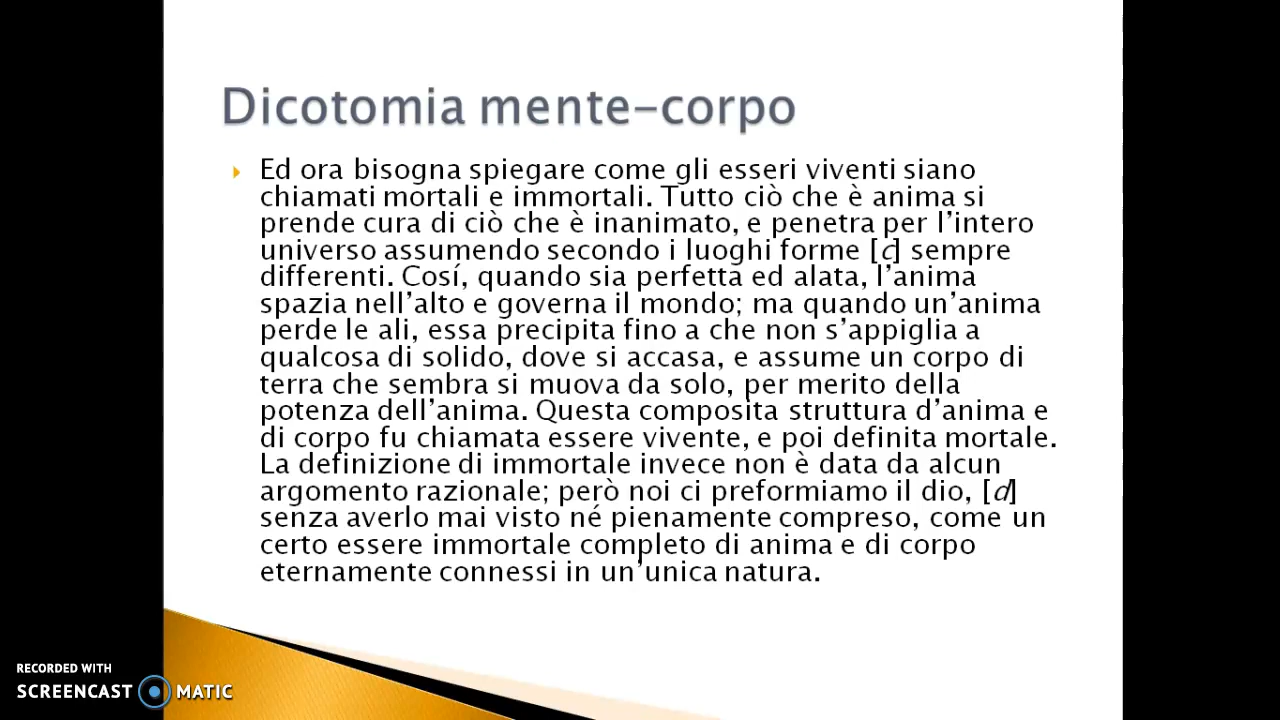 Dicotomia mente-corpo
Ed ora bisogna spiegare come gli esseri viventi siano
chiamati mortali e immortali. Tutto ciò che è anima si
prende cura di ciò che è inanimato, e penetra per l'intero
universo assumendo secondo i luoghi forme [c] sempre
differenti. Cosí, quando sia perfetta ed alata, l'anima
spazia nell'alto e governa il mondo; ma quando un'anima
perde le ali, essa precipita fino a che non s'appiglia a
qualcosa di solido, dove si accasa, e assume un corpo di
terra che sembra si muova da solo, per merito della
potenza dell'anima. Questa composita struttura d'anima e
di corpo fu chiamata essere vivente, e poi definita mortale.
La definizione di immortale invece non è data da alcun
argomento razionale; però noi ci preformiamo il dio, [d]
senza averlo mai visto né pienamente compreso, come un
certo essere immortale completo di anima e di corpo
eternamente connessi in un'unica natura.
RECORDED WITH
SCREENCAST MATIC